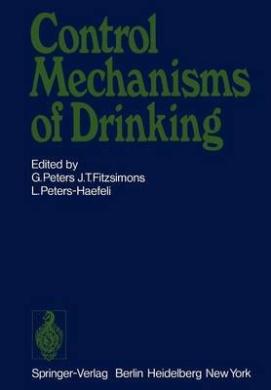 Control
Mechanisms
of Drinking
Edited by
G. Peters J.T. Fitzsimons
L. Peters-Haefeli
Springer-Verlag Berlin Heidelberg New York